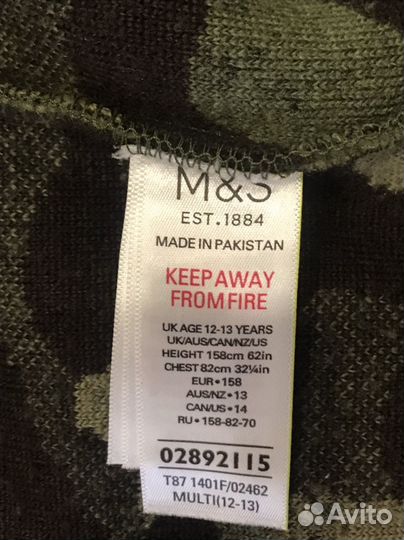 M&S
EST.1884
MADE IN PAKISTAN
KEEP AWAY
FROM FIRE
UK AGE 12-13 YEARS
UK/AUS/CAN/NZ/US
HEIGHT 158cm 62in
CHEST 82cm 32¼in
EUR•158
AUS/NZ•13
CAN/US•14
RU•158-82-70
02892115
T87 1401F/02462
MULTI(12-13)
Avito